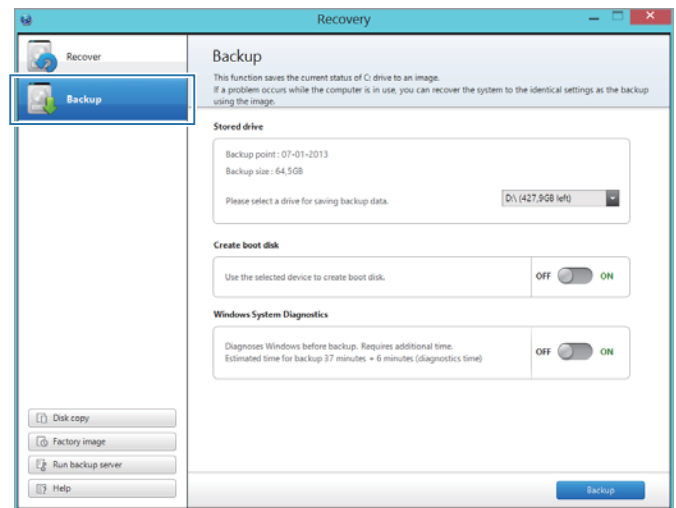 Recovery
Recover
Backup
Backup
This function saves the current status of C: drive to an image.
If a problem occurs while the computer is in use, you can recover the system to the identical settings as the backup
using the image.
Stored drive
Backup point : 07-01-2013
Backup size : 64,5GB
Please select a drive for saving backup data.
D:\ (427,9GB left)
Create boot disk
Use the selected device to create boot disk.
OFF ON
Windows System Diagnostics
Diagnoses Windows before backup. Requires additional time.
Estimated time for backup 37 minutes + 6 minutes (diagnostics time)
OFF ON
Disk copy
Factory image
Run backup server
Help
Backup